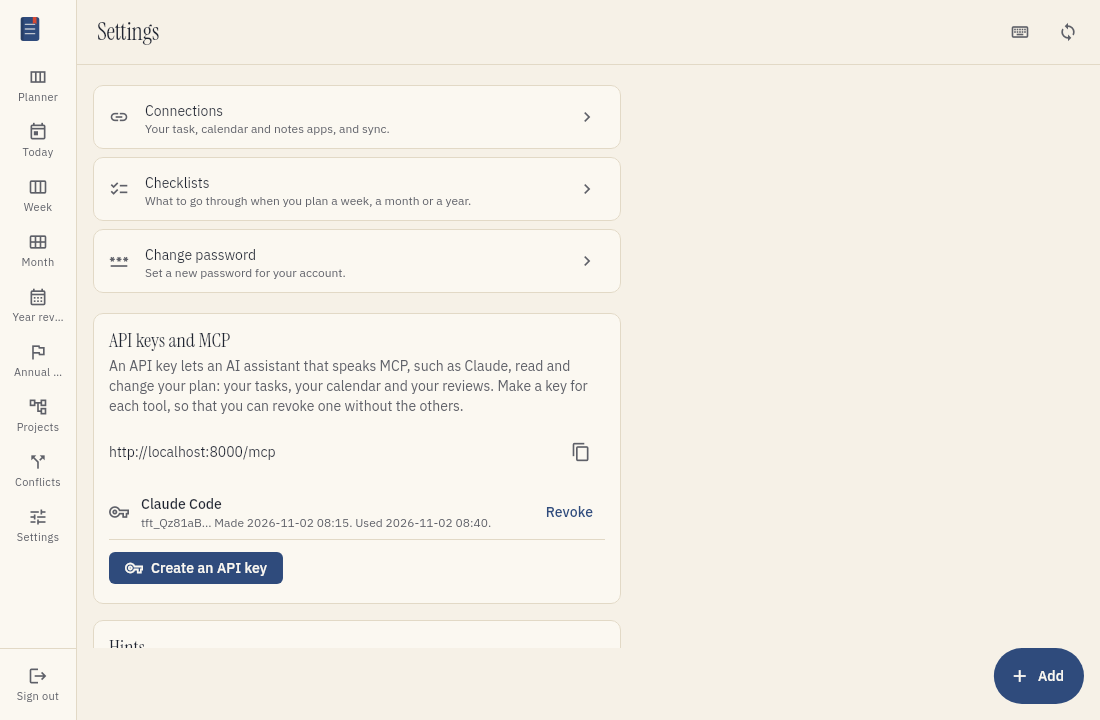 Settings
Planner
Today
Week
Month
Year rev...
Annual ...
Projects
Conflicts
Settings
Sign out
Connections
Your task, calendar and notes apps, and sync.
Checklists
What to go through when you plan a week, a month or a year.
Change password
Set a new password for your account.
API keys and MCP
An API key lets an AI assistant that speaks MCP, such as Claude, read and
change your plan: your tasks, your calendar and your reviews. Make a key for
each tool, so that you can revoke one without the others.
http://localhost:8000/mcp
Claude Code
tft_Qz81aB... Made 2026-11-02 08:15. Used 2026-11-02 08:40.
Revoke
Create an API key
Hints
Add